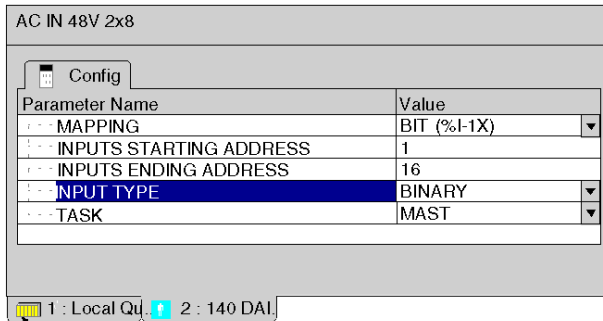 AC IN 48V 2x8
Config
Parameter Name Value
MAPPING BIT (%I-1X)
INPUTS STARTING ADDRESS 1
INPUTS ENDING ADDRESS 16
INPUT TYPE BINARY
TASK MAST
1 : Local Qu... 2 : 140 DAI.